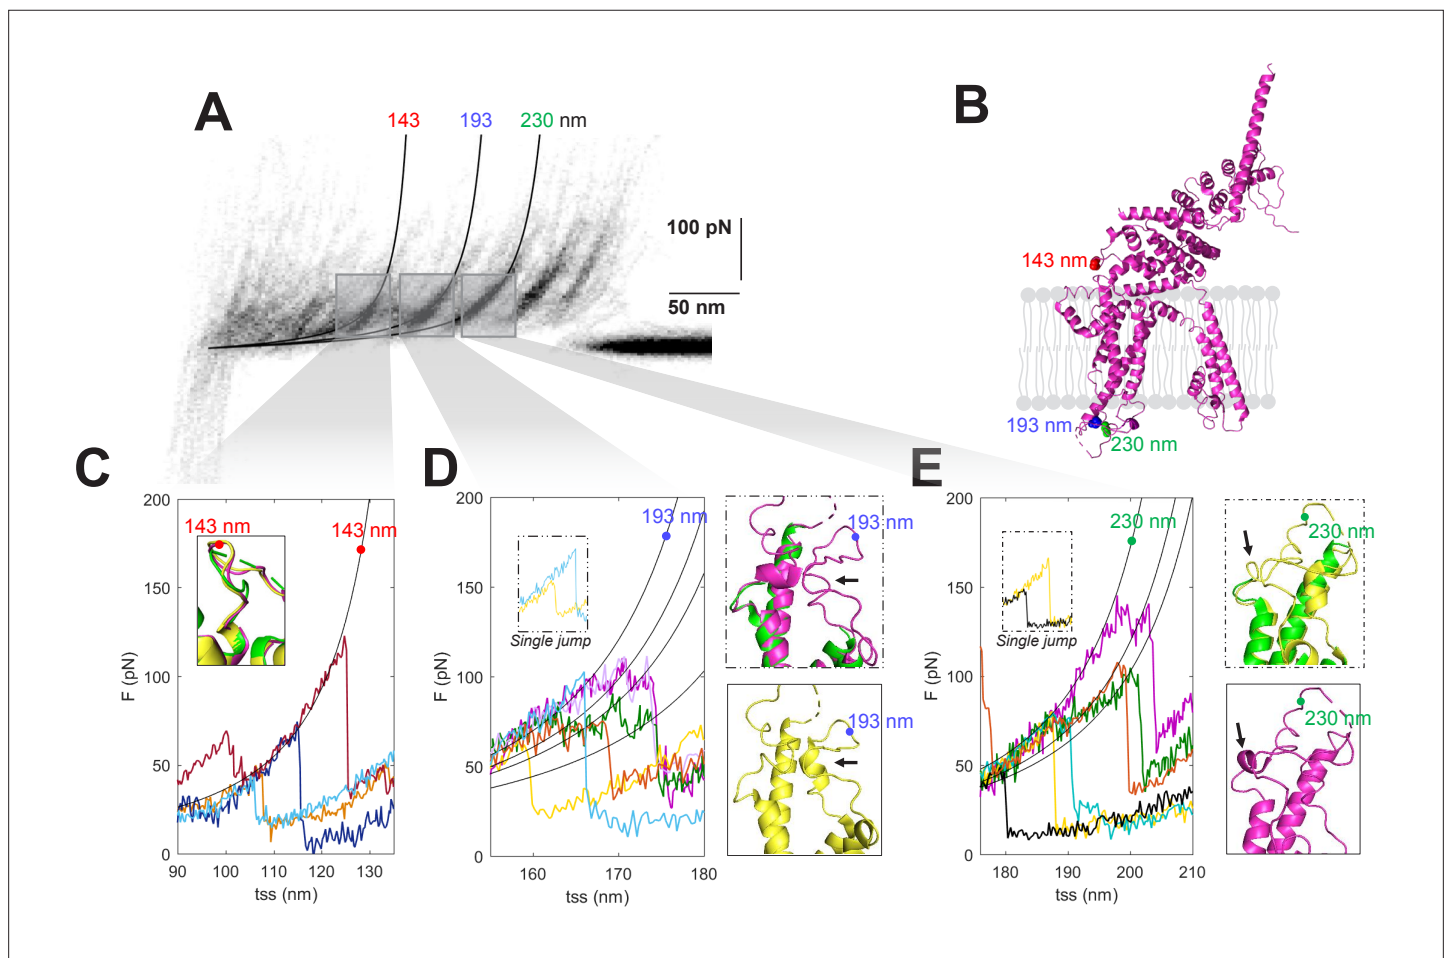 A
143
193
230 nm
100 pN
50 nm
B
143 nm
193 nm
230 nm
C
200
150
100
50
0
F (pN)
90
100
110
120
130
tss (nm)
143 nm
143 nm
D
200
150
100
50
0
F (pN)
160
170
180
tss (nm)
193 nm
Single jump
193 nm
193 nm
E
200
150
100
50
0
F (pN)
180
190
200
210
tss (nm)
230 nm
Single jump
230 nm
230 nm